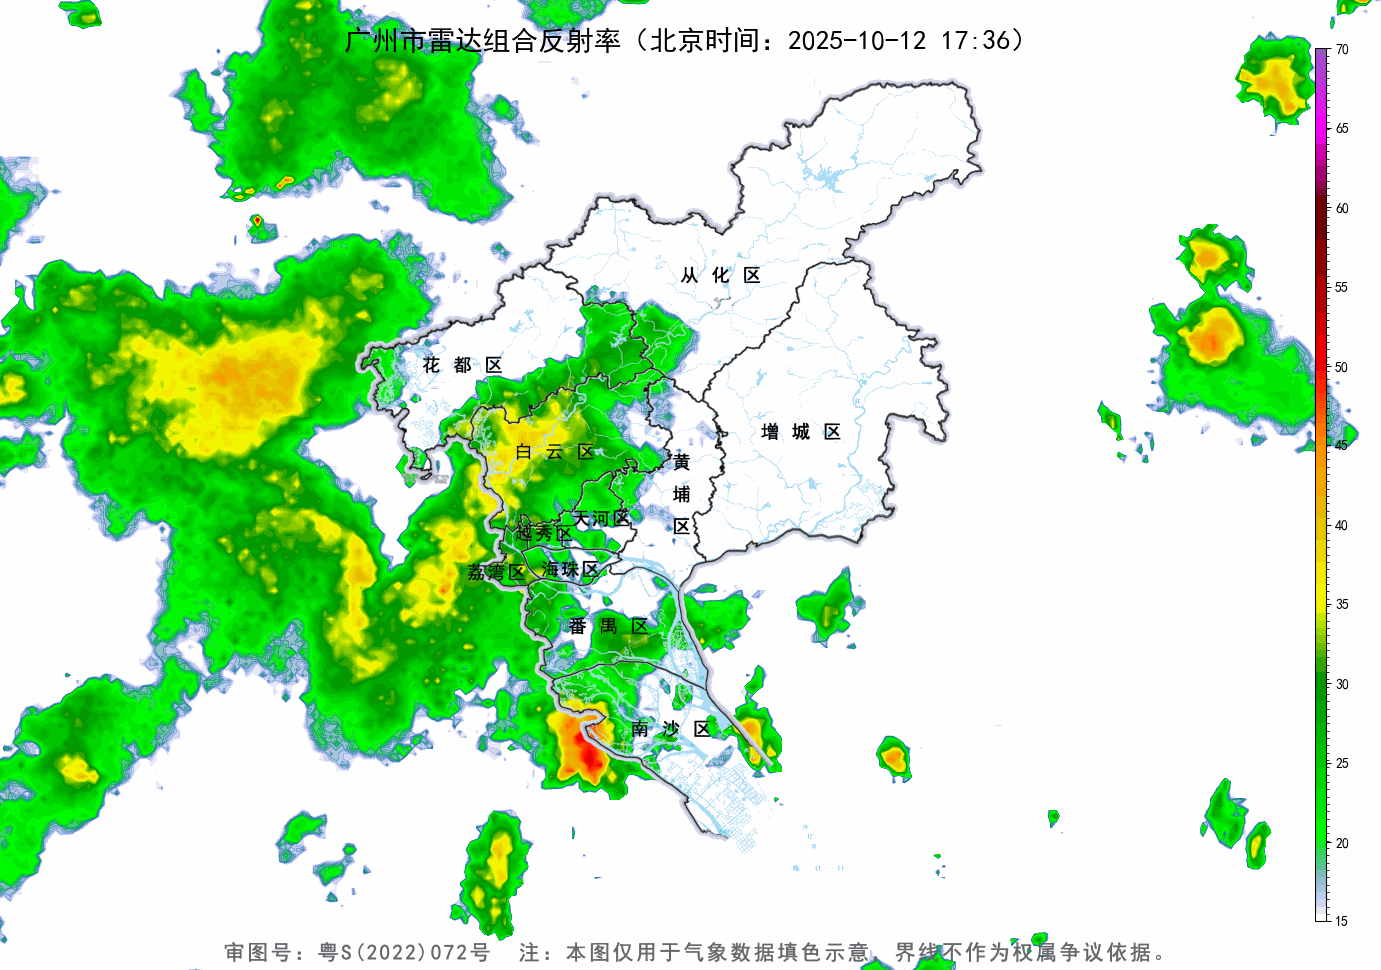 广州市雷达组合反射率（北京时间：2025-10-12 17:36）
70
65
60
55
50
45
40
35
30
25
20
15
从化区
花都区
增城区
白云区
黄埔区
天河区
越秀区
海珠区
荔湾区
番禺区
南沙区
审图号：粤S(2022)072号 注：本图仅用于气象数据填色示意，界线不作为权属争议依据。